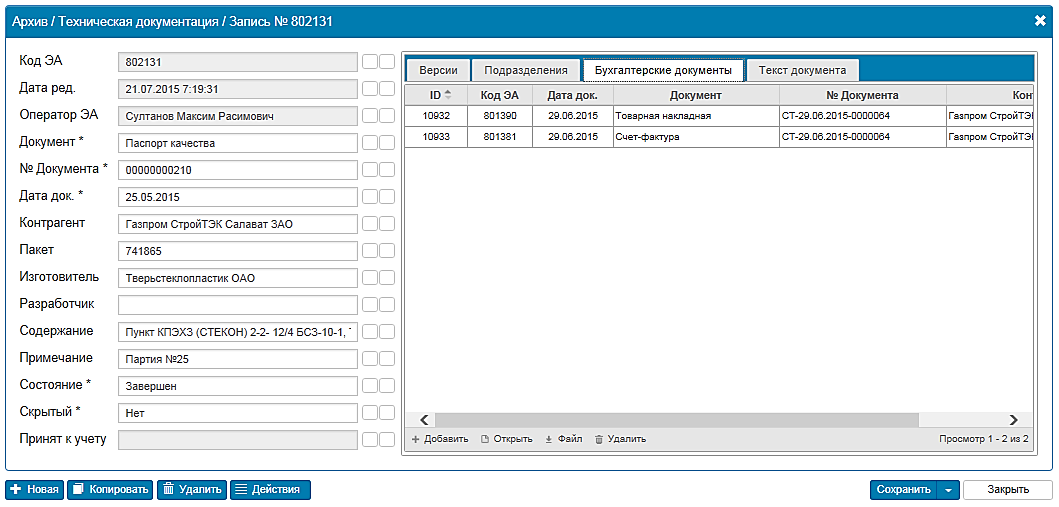 Архив / Техническая документация / Запись № 802131
Код ЭА 802131
Дата ред. 21.07.2015 7:19:31
Оператор ЭА Султанов Максим Расимович
Документ * Паспорт качества
№ Документа * 00000000210
Дата док. * 25.05.2015
Контрагент Газпром СтройТЭК Салават ЗАО
Пакет 741865
Изготовитель Тверьстеклопластик ОАО
Разработчик
Содержание Пункт КПЭХЗ (СТЕКОН) 2-2- 12/4 БСЗ-10-1,
Примечание Партия №25
Состояние * Завершен
Скрытый * Нет
Принят к учету
Версии Подразделения Бухгалтерские документы Текст документа
ID Код ЭА Дата док. Документ № Документа Кон
10932 801390 29.06.2015 Товарная накладная СТ-29.06.2015-0000064 Газпром СтройТЭ
10933 801381 29.06.2015 Счет-фактура СТ-29.06.2015-0000064 Газпром СтройТЭ
Добавить Открыть Файл Удалить Просмотр 1 - 2 из 2
Новая Копировать Удалить Действия Сохранить Закрыть